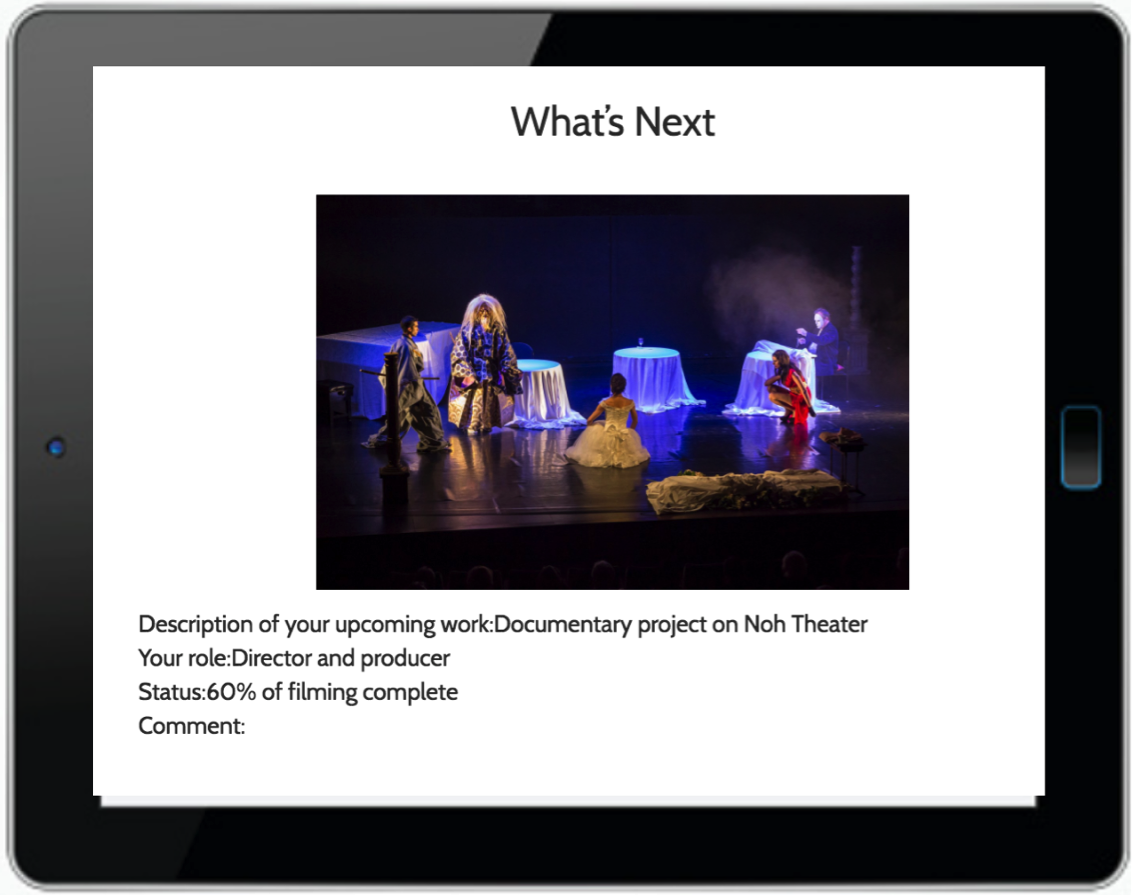 What’s Next
Description of your upcoming work:Documentary project on Noh Theater
Your role:Director and producer
Status:60% of filming complete
Comment: